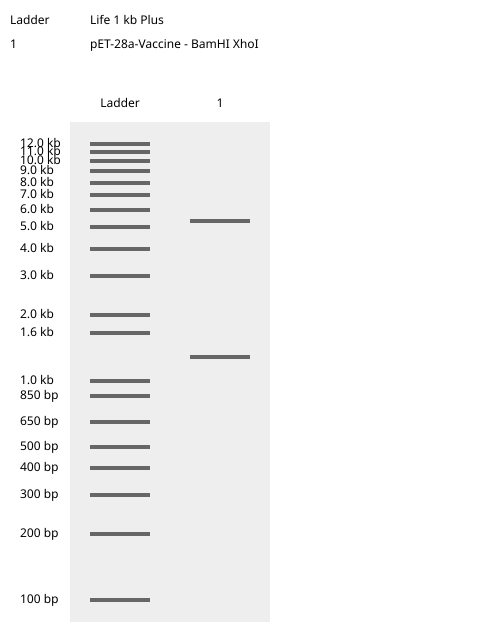 Ladder Life 1 kb Plus
1 pET-28a-Vaccine - BamHI XhoI
Ladder 1
12.0 kb
11.0 kb
10.0 kb
9.0 kb
8.0 kb
7.0 kb
6.0 kb
5.0 kb
4.0 kb
3.0 kb
2.0 kb
1.6 kb
1.0 kb
850 bp
650 bp
500 bp
400 bp
300 bp
200 bp
100 bp